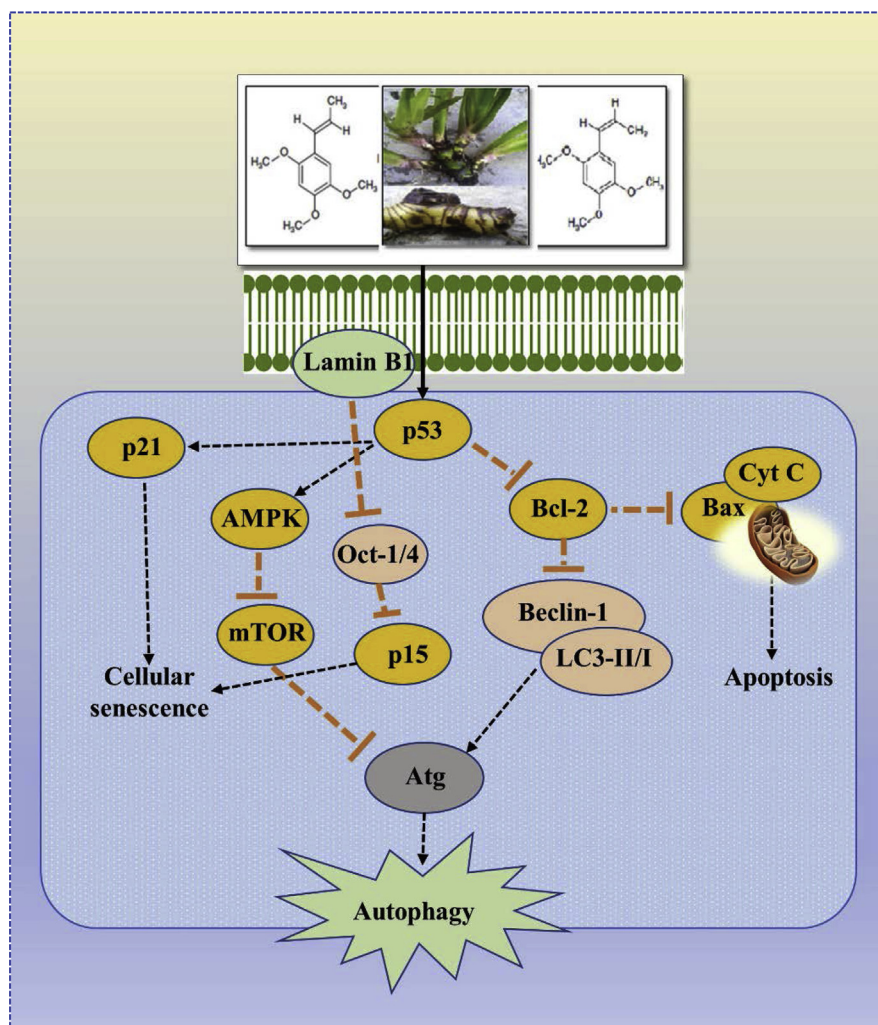 CH₃
H
H
H₃C
O
O
CH₃
O
H₃C
H
H
CH₃
H₃C
O
O
CH₃
O
H₃C
Lamin B1
p53
p21
Cyt C
Bcl-2
Bax
AMPK
Oct-1/4
Beclin-1
mTOR
p15
LC3-II/I
Cellular
senescence
Apoptosis
Atg
Autophagy